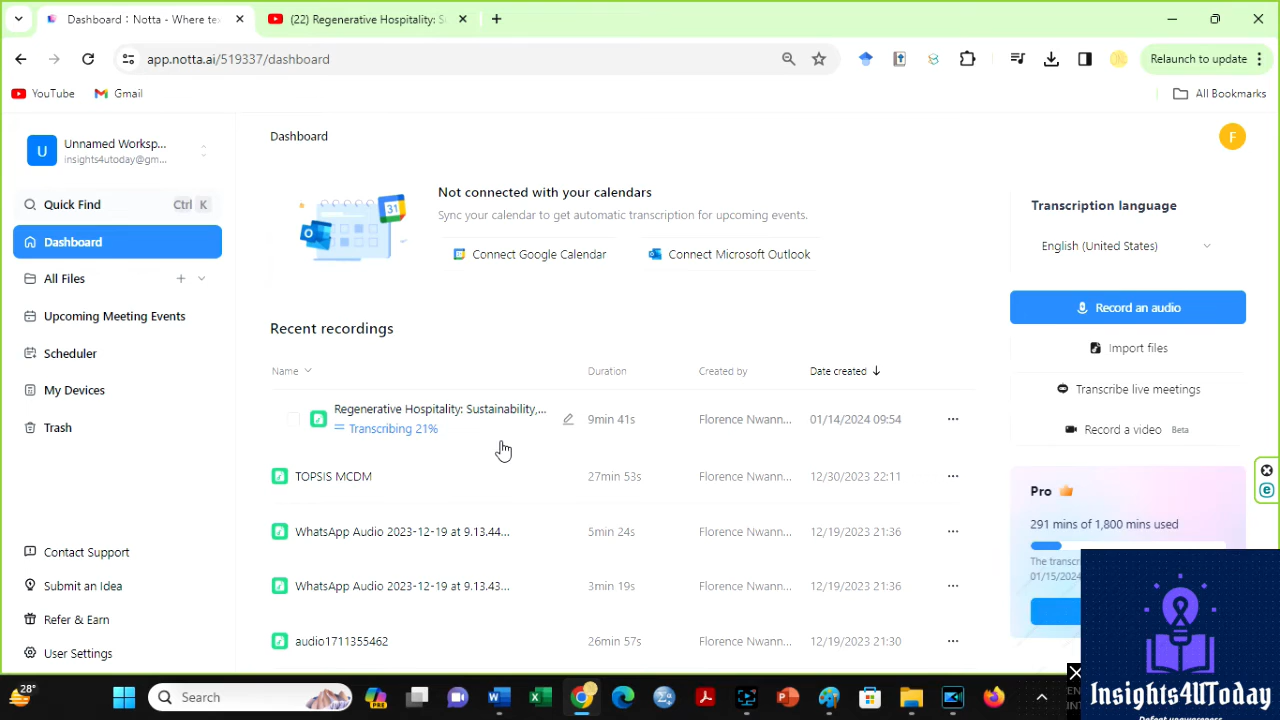 Dashboard: Notta - Where te
(22) Regenerative Hospitality: S
app.notta.ai/519337/dashboard
Relaunch to update
YouTube
Gmail
All Bookmarks
U
Unnamed Worksp...
insights4utoday@gm...
Quick Find
Ctrl K
Dashboard
All Files
Upcoming Meeting Events
Scheduler
My Devices
Trash
Contact Support
Submit an Idea
Refer & Earn
User Settings
Dashboard
F
31
Not connected with your calendars
Sync your calendar to get automatic transcription for upcoming events.
Connect Google Calendar
Connect Microsoft Outlook
Recent recordings
Name Duration Created by Date created
Regenerative Hospitality: Sustainability,... 9min 41s Florence Nwann... 01/14/2024 09:54
Transcribing 21%
TOPSIS MCDM 27min 53s Florence Nwann... 12/30/2023 22:11
WhatsApp Audio 2023-12-19 at 9.13.44... 5min 24s Florence Nwann... 12/19/2023 21:36
WhatsApp Audio 2023-12-19 at 9.13.43... 3min 19s Florence Nwann... 12/19/2023 21:36
audio1711355462 26min 57s Florence Nwann... 12/19/2023 21:30
Transcription language
English (United States)
Record an audio
Import files
Transcribe live meetings
Record a video Beta
Pro
291 mins of 1,800 mins used
The transcri
01/15/2024
Insights4UToday
Defeat unawareness
28°
Search